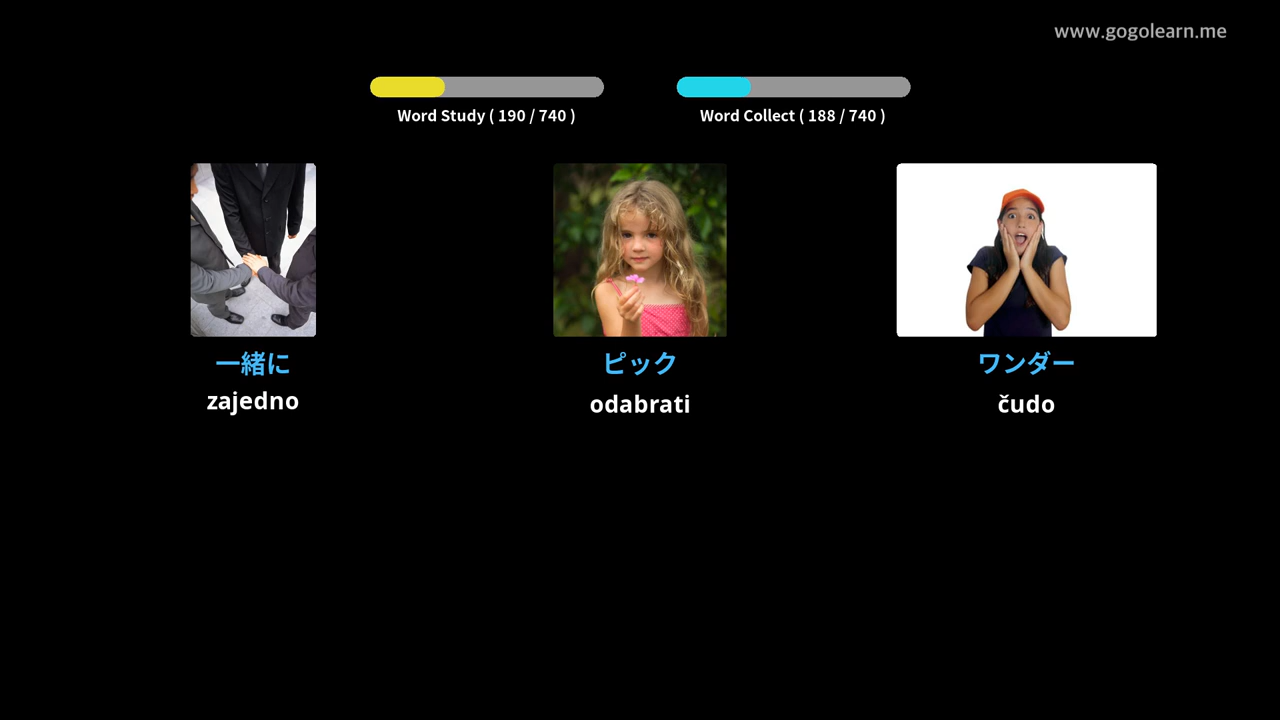 www.gogolearn.me
Word Study ( 190 / 740 )
Word Collect ( 188 / 740 )
一緒に
ピック
ワンダー
zajedno
odabrati
čudo